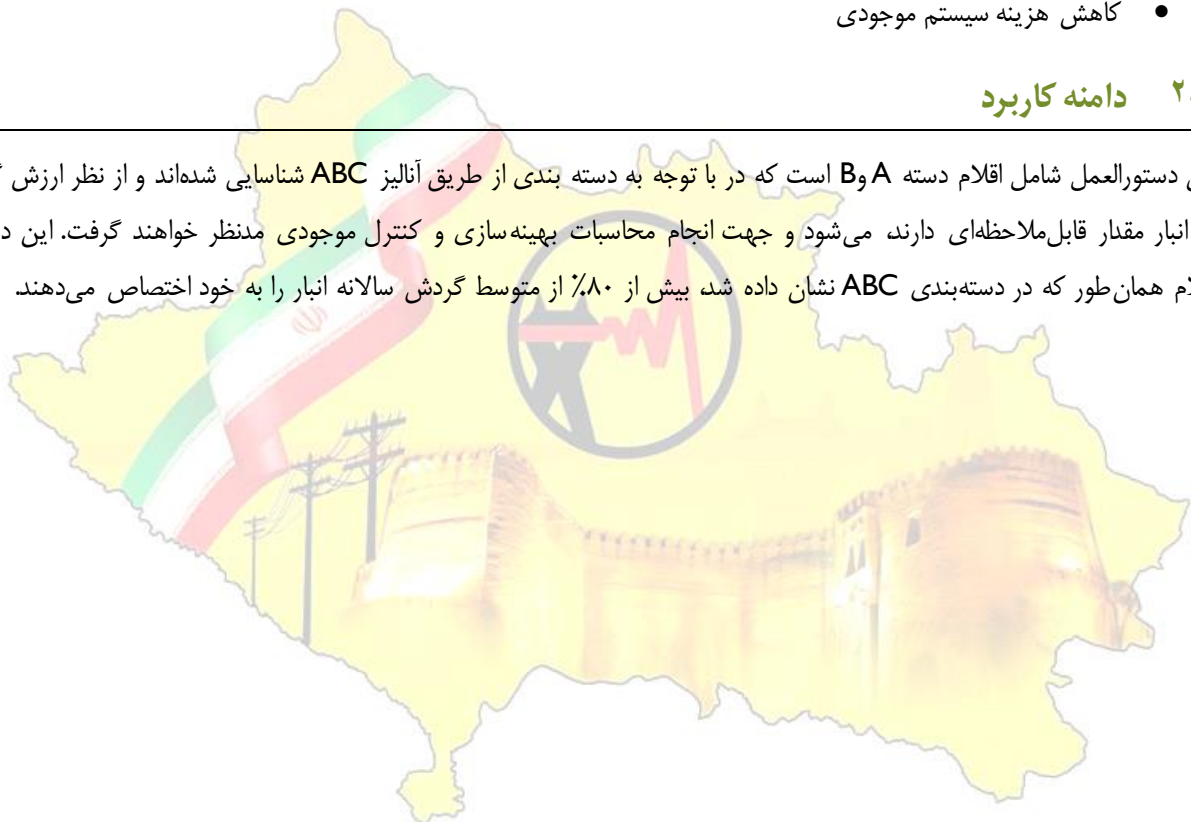 • کاهش هزینه سیستم موجودی
۲ دامنه کاربرد
دستورالعمل شامل اقلام دسته A وB است که در با توجه به دسته بندی از طریق آنالیز ABC شناسایی شده‌اند و از نظر ارزش
انبار مقدار قابل‌ملاحظه‌ای دارند، می‌شود و جهت انجام محاسبات بهینه‌سازی و کنترل موجودی مدنظر خواهند گرفت. این
همان‌طور که در دسته‌بندی ABC نشان داده شد، بیش از ۸۰٪ از متوسط گردش سالانه انبار را به خود اختصاص می‌دهند.